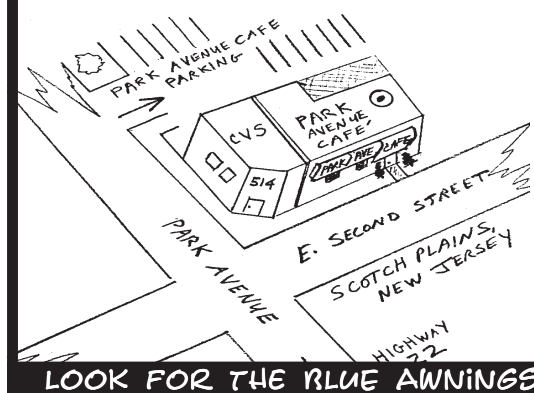 PARK AVENUE CAFE
PARKING
CVS
514
PARK
AVENUE
CAFE
PARK AVE CAFE
PARK AVENUE
E. SECOND STREET
SCOTCH PLAINS,
NEW JERSEY
HIGHWAY
22
LOOK FOR THE BLUE AWNINGS